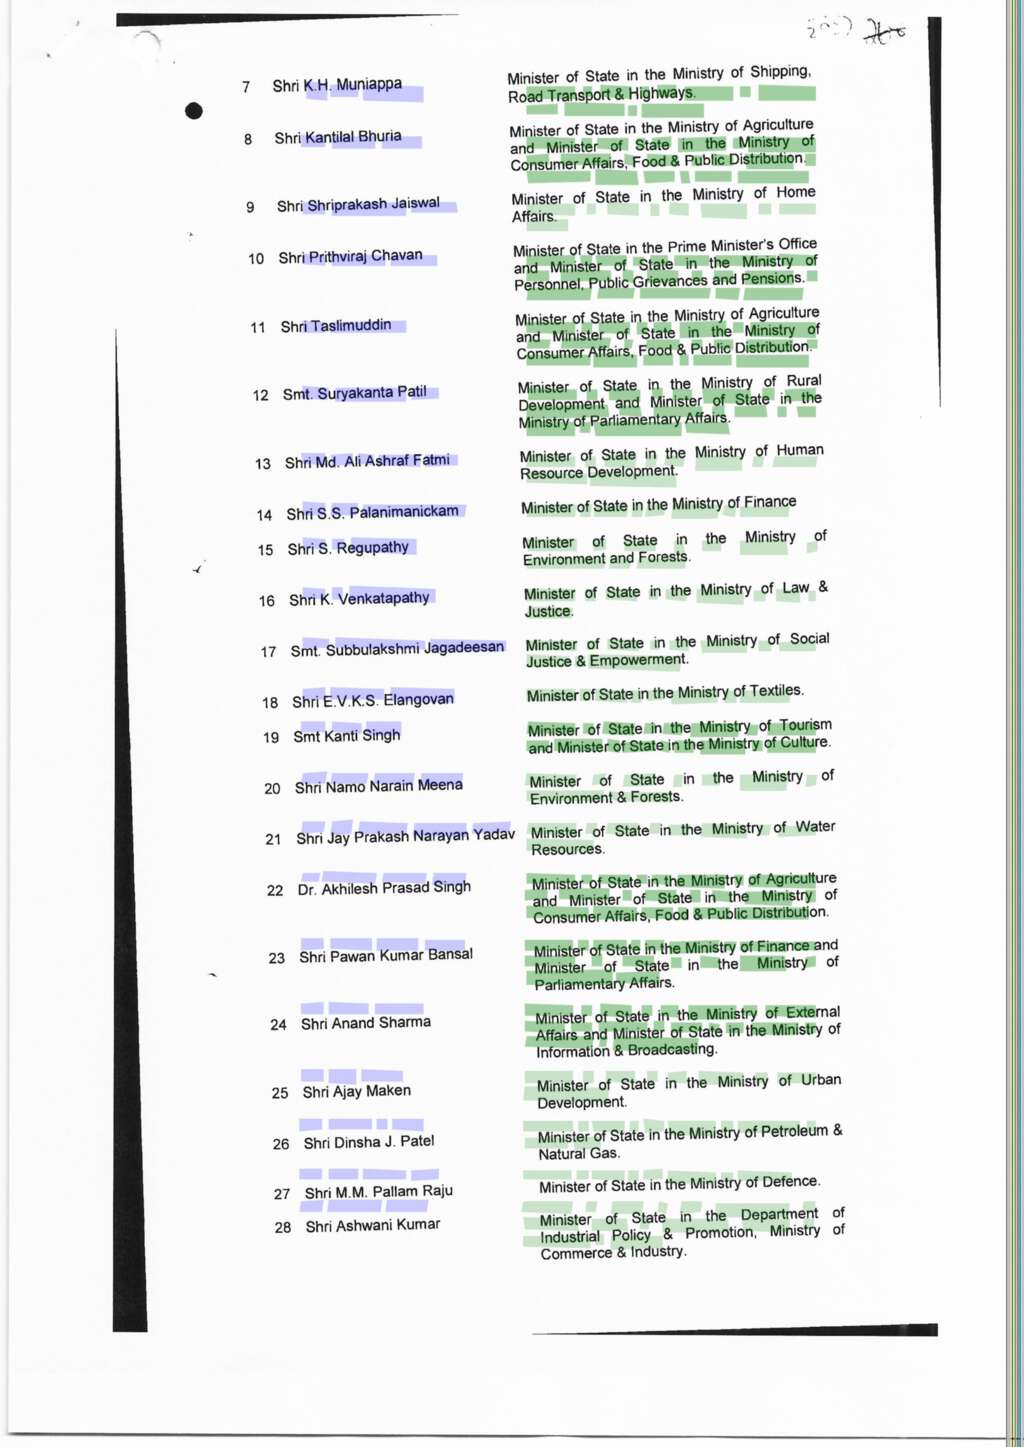 7 Shri K.H. Muniappa Minister of State in the Ministry of Shipping,
Road Transport & Highways.
8 Shri Kantilal Bhuria Minister of State in the Ministry of Agriculture
and Minister of State in the Ministry of
Consumer Affairs, Food & Public Distribution.
9 Shri Shriprakash Jaiswal Minister of State in the Ministry of Home
Affairs.
10 Shri Prithviraj Chavan Minister of State in the Prime Minister's Office
and Minister of State in the Ministry of
Personnel, Public Grievances and Pensions.
11 Shri Taslimuddin Minister of State in the Ministry of Agriculture
and Minister of State in the Ministry of
Consumer Affairs, Food & Public Distribution.
12 Smt. Suryakanta Patil Minister of State in the Ministry of Rural
Development and Minister of State in the
Ministry of Parliamentary Affairs.
13 Shri Md. Ali Ashraf Fatmi Minister of State in the Ministry of Human
Resource Development.
14 Shri S.S. Palanimanickam Minister of State in the Ministry of Finance
15 Shri S. Regupathy Minister of State in the Ministry of
Environment and Forests.
16 Shri K. Venkatapathy Minister of State in the Ministry of Law &
Justice.
17 Smt. Subbulakshmi Jagadeesan Minister of State in the Ministry of Social
Justice & Empowerment.
18 Shri E.V.K.S. Elangovan Minister of State in the Ministry of Textiles.
19 Smt Kanti Singh Minister of State in the Ministry of Tourism
and Minister of State in the Ministry of Culture.
20 Shri Namo Narain Meena Minister of State in the Ministry of
Environment & Forests.
21 Shri Jay Prakash Narayan Yadav Minister of State in the Ministry of Water
Resources.
22 Dr. Akhilesh Prasad Singh Minister of State in the Ministry of Agriculture
and Minister of State in the Ministry of
Consumer Affairs, Food & Public Distribution.
23 Shri Pawan Kumar Bansal Minister of State in the Ministry of Finance and
Minister of State in the Ministry of
Parliamentary Affairs.
24 Shri Anand Sharma Minister of State in the Ministry of External
Affairs and Minister of State in the Ministry of
Information & Broadcasting.
25 Shri Ajay Maken Minister of State in the Ministry of Urban
Development.
26 Shri Dinsha J. Patel Minister of State in the Ministry of Petroleum &
Natural Gas.
27 Shri M.M. Pallam Raju Minister of State in the Ministry of Defence.
28 Shri Ashwani Kumar Minister of State in the Department of
Industrial Policy & Promotion, Ministry of
Commerce & Industry.